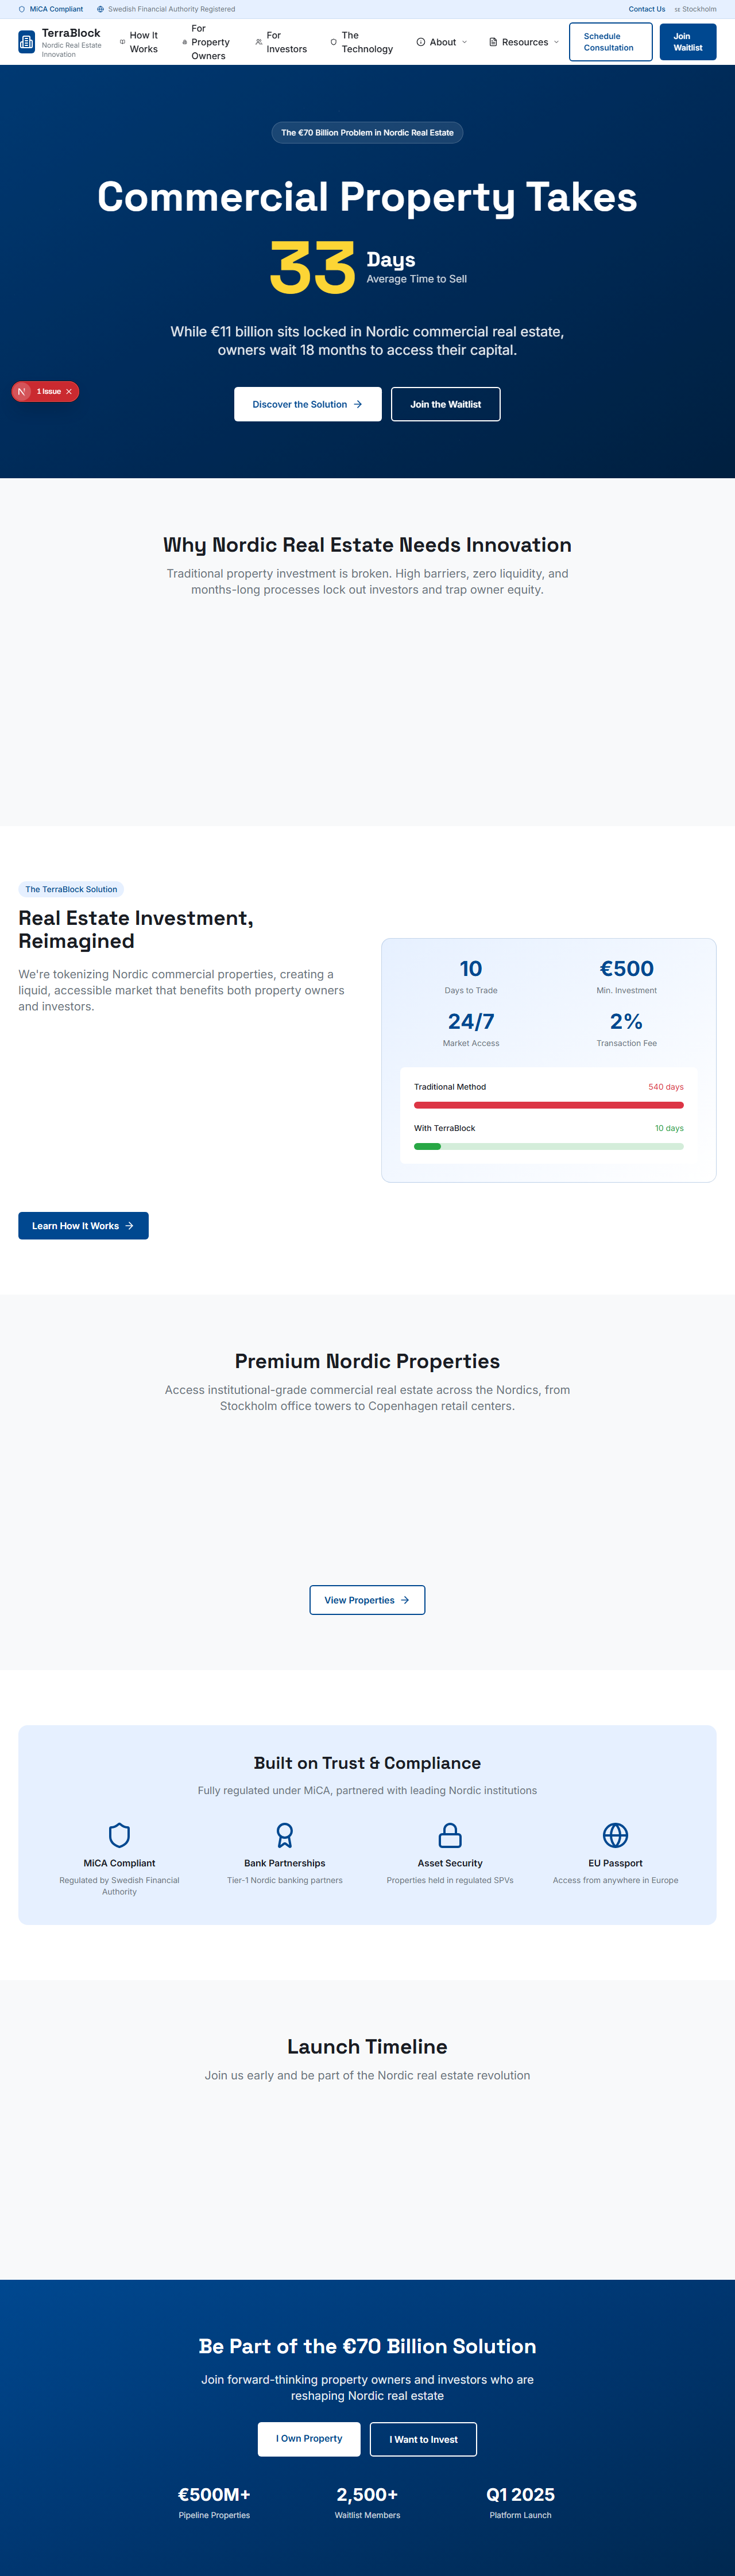 MiCA Compliant
Swedish Financial Authority Registered
Contact Us
SE Stockholm
TerraBlock
Nordic Real Estate
Innovation
How It
Works
For
Property
Owners
For
Investors
The
Technology
About
Resources
Schedule
Consultation
Join
Waitlist
The €70 Billion Problem in Nordic Real Estate
Commercial Property Takes
33
Days
Average Time to Sell
While €11 billion sits locked in Nordic commercial real estate,
owners wait 18 months to access their capital.
N
1 Issue
Discover the Solution
Join the Waitlist
Why Nordic Real Estate Needs Innovation
Traditional property investment is broken. High barriers, zero liquidity, and
months-long processes lock out investors and trap owner equity.
The TerraBlock Solution
Real Estate Investment,
Reimagined
We're tokenizing Nordic commercial properties, creating a
liquid, accessible market that benefits both property owners
and investors.
10
Days to Trade
€500
Min. Investment
24/7
Market Access
2%
Transaction Fee
Traditional Method
540 days
With TerraBlock
10 days
Learn How It Works
Premium Nordic Properties
Access institutional-grade commercial real estate across the Nordics, from
Stockholm office towers to Copenhagen retail centers.
View Properties
Built on Trust & Compliance
Fully regulated under MiCA, partnered with leading Nordic institutions
MiCA Compliant
Regulated by Swedish Financial
Authority
Bank Partnerships
Tier-1 Nordic banking partners
Asset Security
Properties held in regulated SPVs
EU Passport
Access from anywhere in Europe
Launch Timeline
Join us early and be part of the Nordic real estate revolution
Be Part of the €70 Billion Solution
Join forward-thinking property owners and investors who are
reshaping Nordic real estate
I Own Property
I Want to Invest
€500M+
Pipeline Properties
2,500+
Waitlist Members
Q1 2025
Platform Launch